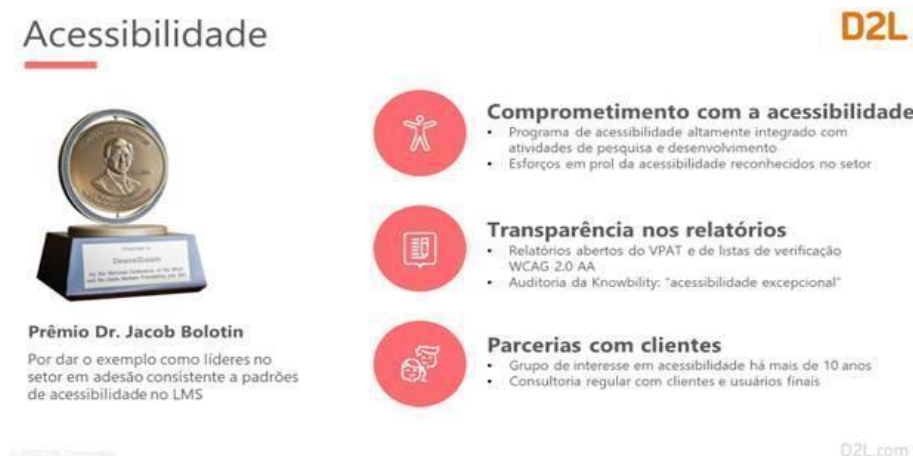 Acessibilidade
D2L
Prêmio Dr. Jacob Bolotin
Por dar o exemplo como líderes no
setor em adesão consistente a padrões
de acessibilidade no LMS
Comprometimento com a acessibilidade
• Programa de acessibilidade altamente integrado com
atividades de pesquisa e desenvolvimento
• Esforços em prol da acessibilidade reconhecidos no setor
Transparência nos relatórios
• Relatórios abertos do VPAT e de listas de verificação
WCAG 2.0 AA
• Auditoria da Knowbility: "acessibilidade excepcional"
Parcerias com clientes
• Grupo de interesse em acessibilidade há mais de 10 anos
• Consultoria regular com clientes e usuários finais
D2L.com